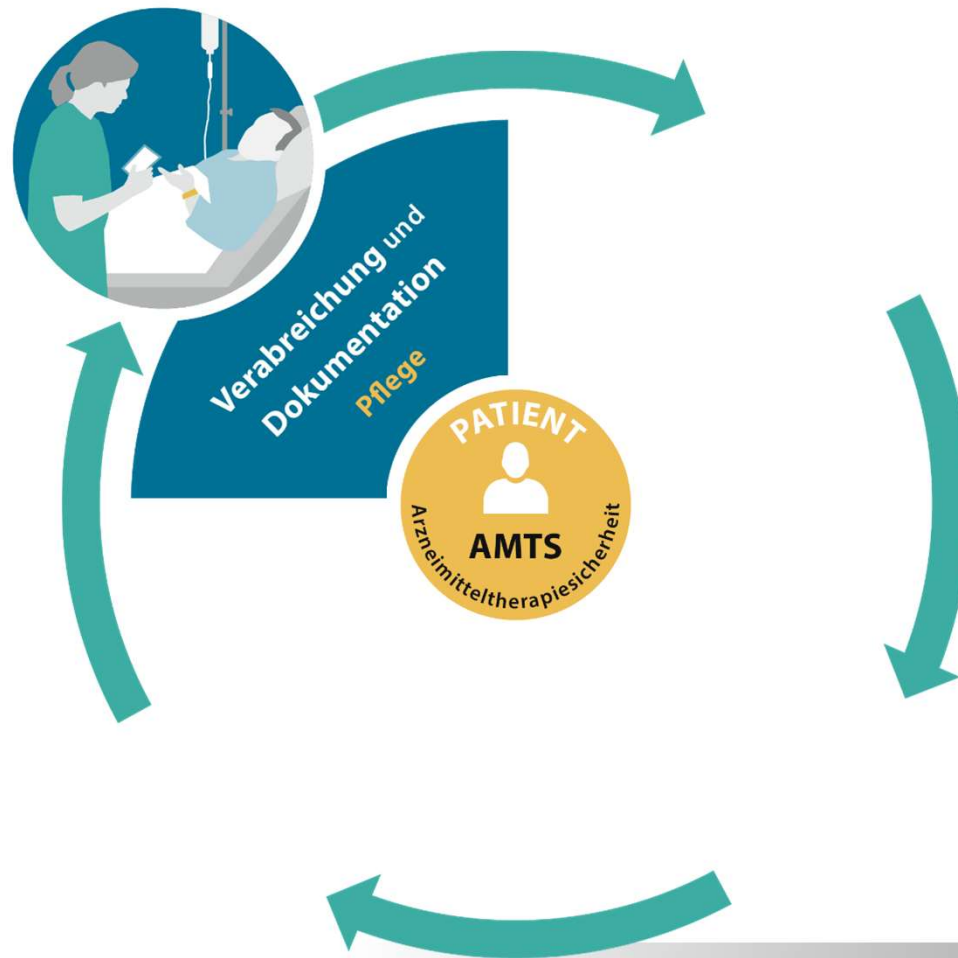 Verabreichung und
Dokumentation
Pflege
PATIENT
AMTS
Arzneimitteltherapiesicherheit